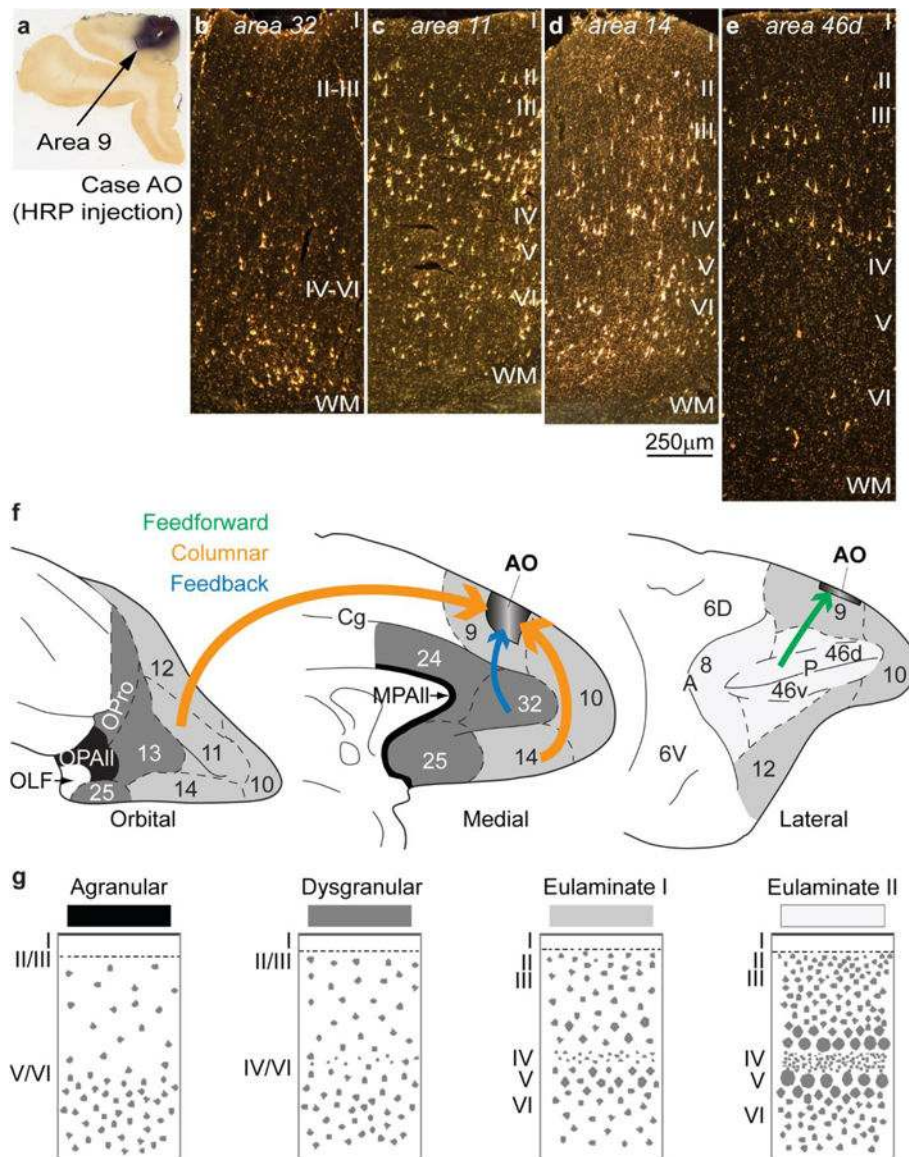 a
Area 9
Case AO
(HRP injection)
b area 32
I
II-III
IV-VI
WM
c area 11
I
II
III
IV
V
VI
WM
d area 14
I
II
III
IV
V
VI
WM
250μm
e area 46d
I
II
III
IV
V
VI
WM
f
Feedforward
Columnar
Feedback
OPro
12
OPAll
13
11
OLF
25
14
10
Orbital
AO
Cg
9
24
MPAll
32
10
25
14
Medial
AO
6D
9
8
A
46d
P
46v
10
6V
12
Lateral
g
Agranular
I
II/III
V/VI
Dysgranular
I
II/III
IV/VI
Eulaminate I
I
II
III
IV
V
VI
Eulaminate II
I
II
III
IV
V
VI